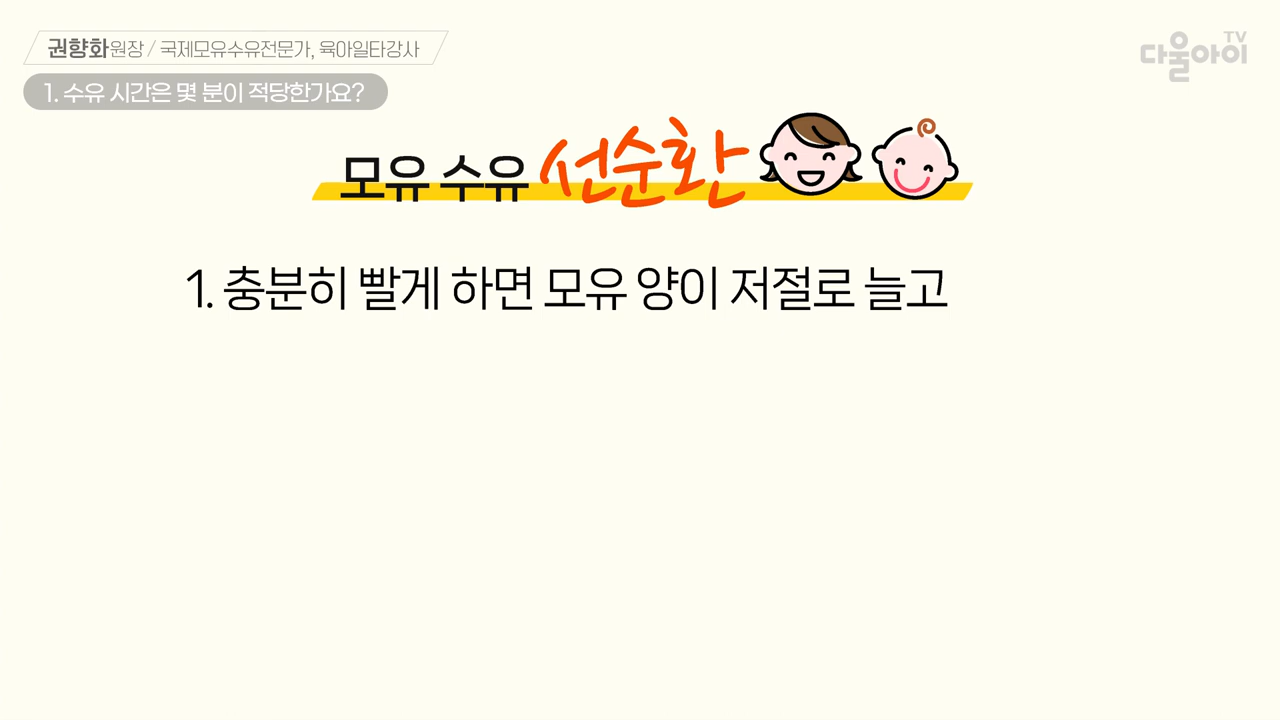 권향화원장 / 국제모유수유전문가, 육아일타강사
다울아이 TV
1. 수유 시간은 몇 분이 적당한가요?
모유 수유 선순환
1. 충분히 빨게 하면 모유 양이 저절로 늘고